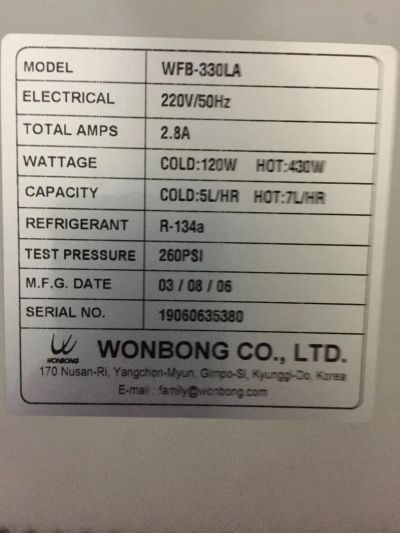 MODEL WFB-330LA
ELECTRICAL 220V/50Hz
TOTAL AMPS 2.8A
WATTAGE COLD:120W HOT:430W
CAPACITY COLD:5L/HR HOT:7L/HR
REFRIGERANT R-134a
TEST PRESSURE 260PSI
M.F.G. DATE 03 / 08 / 06
SERIAL NO. 19060635380
WONBONG WONBONG CO., LTD.
170 Nusan-Ri, Yangchon-Myun, Gimpo-Si, Kyunggi-Do, Korea
E-mail : family@wonbong.com